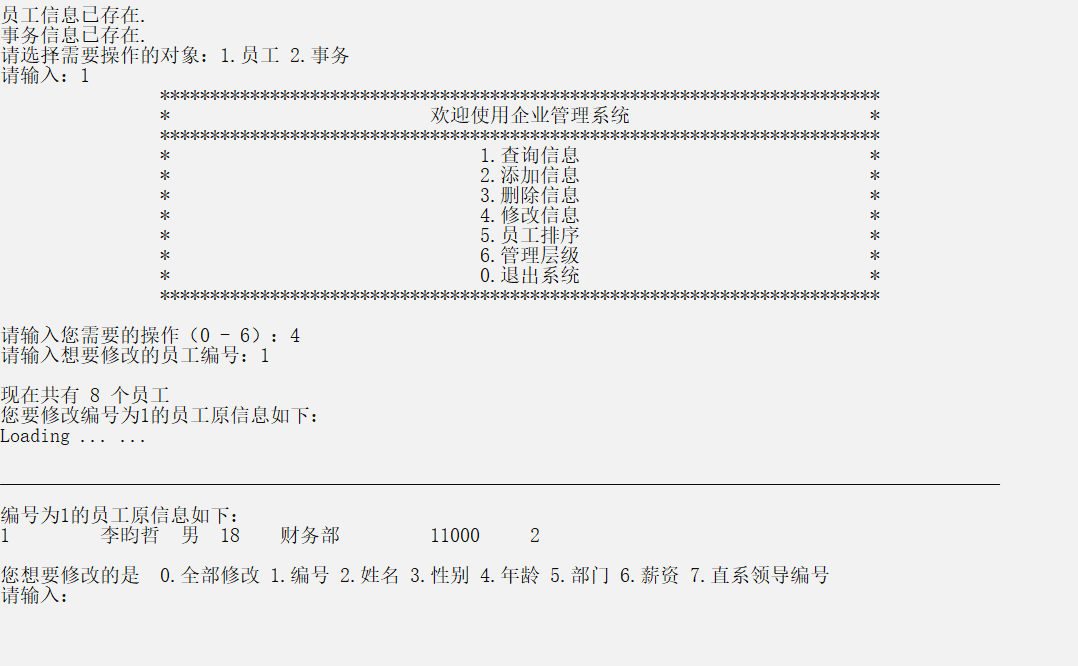 员工信息已存在.
事务信息已存在.
请选择需要操作的对象：1.员工 2.事务
请输入：1
************************************************************************
* 欢迎使用企业管理系统 *
************************************************************************
* 1.查询信息 *
* 2.添加信息 *
* 3.删除信息 *
* 4.修改信息 *
* 5.员工排序 *
* 6.管理层级 *
* 0.退出系统 *
************************************************************************
请输入您需要的操作（0 - 6）：4
请输入想要修改的员工编号：1
现在共有 8 个员工
您要修改编号为1的员工原信息如下：
Loading ... ...
____________________________________________________________________________________________________
编号为1的员工原信息如下：
1 李昀哲 男 18 财务部 11000 2
您想要修改的是 0.全部修改 1.编号 2.姓名 3.性别 4.年龄 5.部门 6.薪资 7.直系领导编号
请输入：